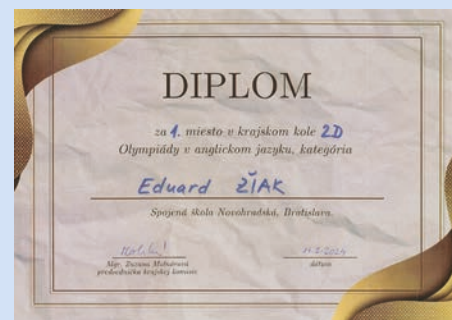 DIPLOM
za 1. miesto v krajskom kole 2D
Olympiády v anglickom jazyku, kategória
Eduard ŽIAK
Spojená škola Novohradská, Bratislava
Mgr. Zuzana
dátum
predsedníčka krajskej komisie